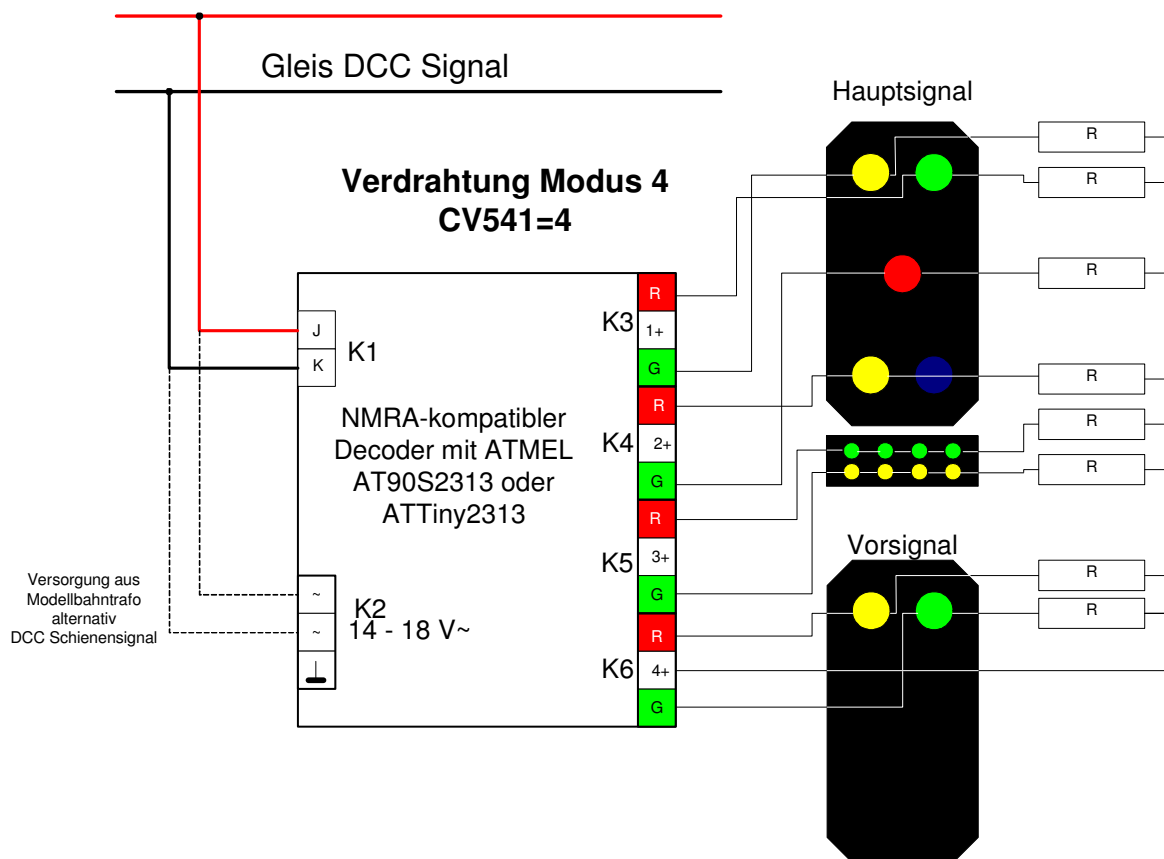 Gleis DCC Signal
Verdrahtung Modus 4
CV541=4
Hauptsignal
R
R
R
R
R
R
Vorsignal
R
R
J
K
K1
NMRA-kompatibler
Decoder mit ATMEL
AT90S2313 oder
ATTiny2313
~
~
K2
14 - 18 V~
K3
R
1+
G
K4
R
2+
G
K5
R
3+
G
K6
R
4+
G
Versorgung aus
Modellbahntrafo
alternativ
DCC Schienensignal